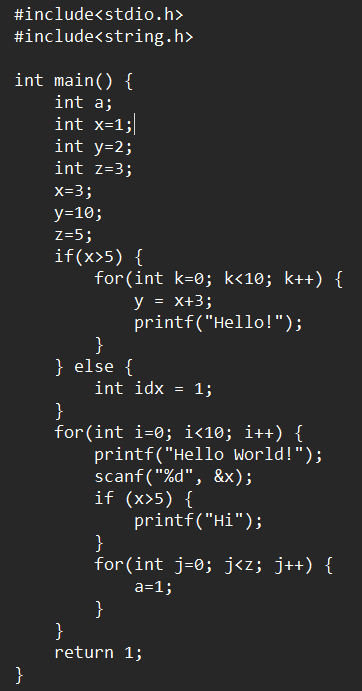 #include<stdio.h>
#include<string.h>

int main() {
    int a;
    int x=1;
    int y=2;
    int z=3;
    x=3;
    y=10;
    z=5;
    if(x>5) {
        for(int k=0; k<10; k++) {
            y = x+3;
            printf("Hello!");
        }
    } else {
        int idx = 1;
    }
    for(int i=0; i<10; i++) {
        printf("Hello World!");
        scanf("%d", &x);
        if (x>5) {
            printf("Hi");
        }
        for(int j=0; j<z; j++) {
            a=1;
        }
    }
    return 1;
}